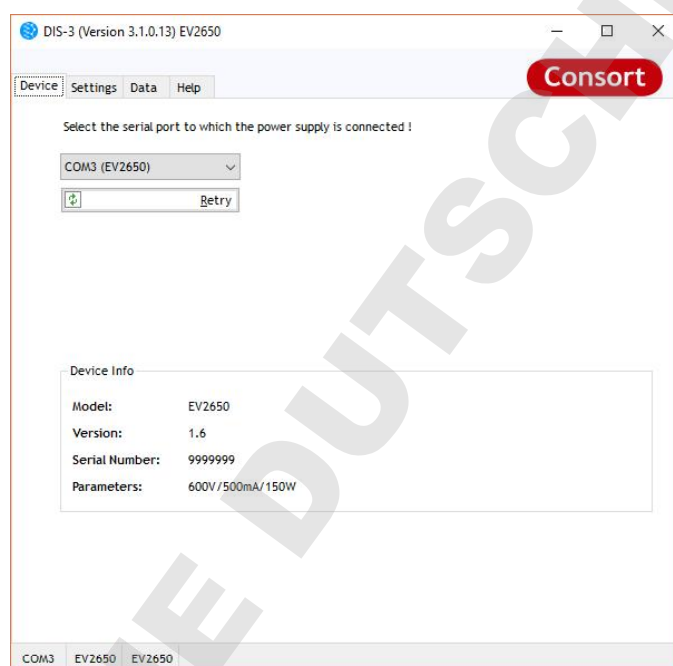 DIS-3 (Version 3.1.0.13) EV2650
Consort
Device Settings Data Help
Select the serial port to which the power supply is connected !
COM3 (EV2650)
Retry
Device Info
Model: EV2650
Version: 1.6
Serial Number: 9999999
Parameters: 600V/500mA/150W
COM3 EV2650 EV2650
E DUTSCH